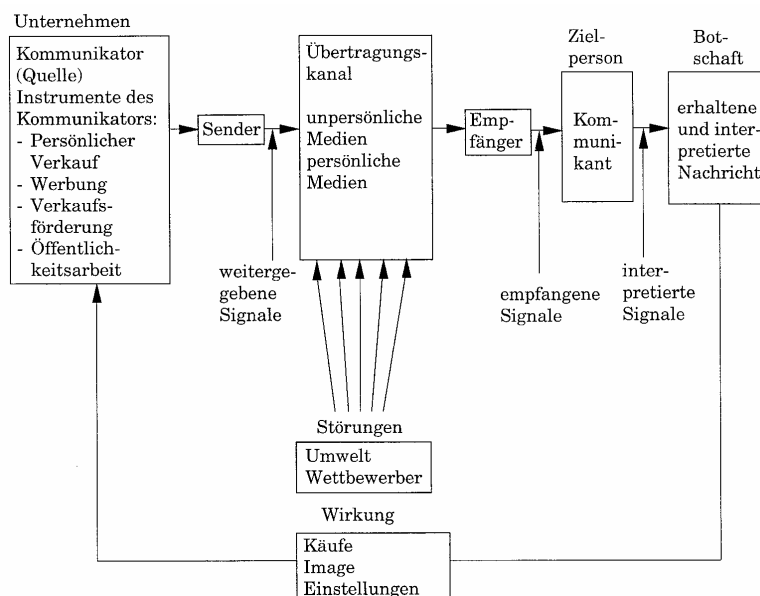 Unternehmen
Kommunikator
(Quelle)
Instrumente des
Kommunikators:
- Persönlicher
Verkauf
- Werbung
- Verkaufs-
förderung
- Öffentlich-
keitsarbeit
Sender
weitergege-
gebene
Signale
Übertragungs-
kanal
unpersönliche
Medien
persönliche
Medien
Emp-
fänger
empfangene
Signale
Ziel-
person
Kom-
muni-
kant
inter-
pretierte
Signale
Bot-
schaft
erhaltene
und inter-
pretierte
Nachricht
Störungen
Umwelt
Wettbewerber
Wirkung
Käufe
Image
Einstellungen